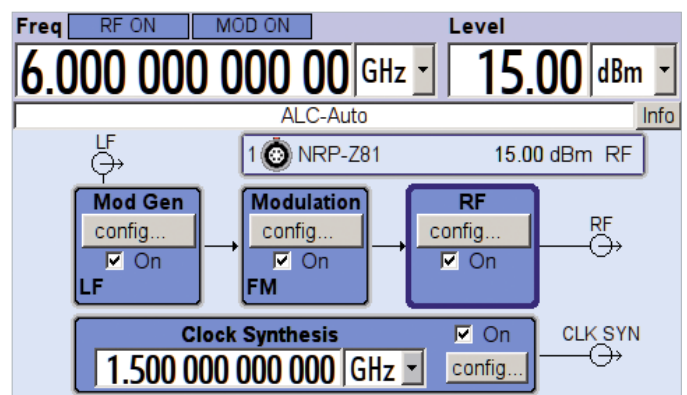 Freq RF ON MOD ON Level
6.000 000 000 00 GHz 15.00 dBm
ALC-Auto Info
LF
1 NRP-Z81 15.00 dBm RF
Mod Gen Modulation RF
config... config... config... RF
On On On
LF FM
Clock Synthesis On CLK SYN
1.500 000 000 000 GHz config...